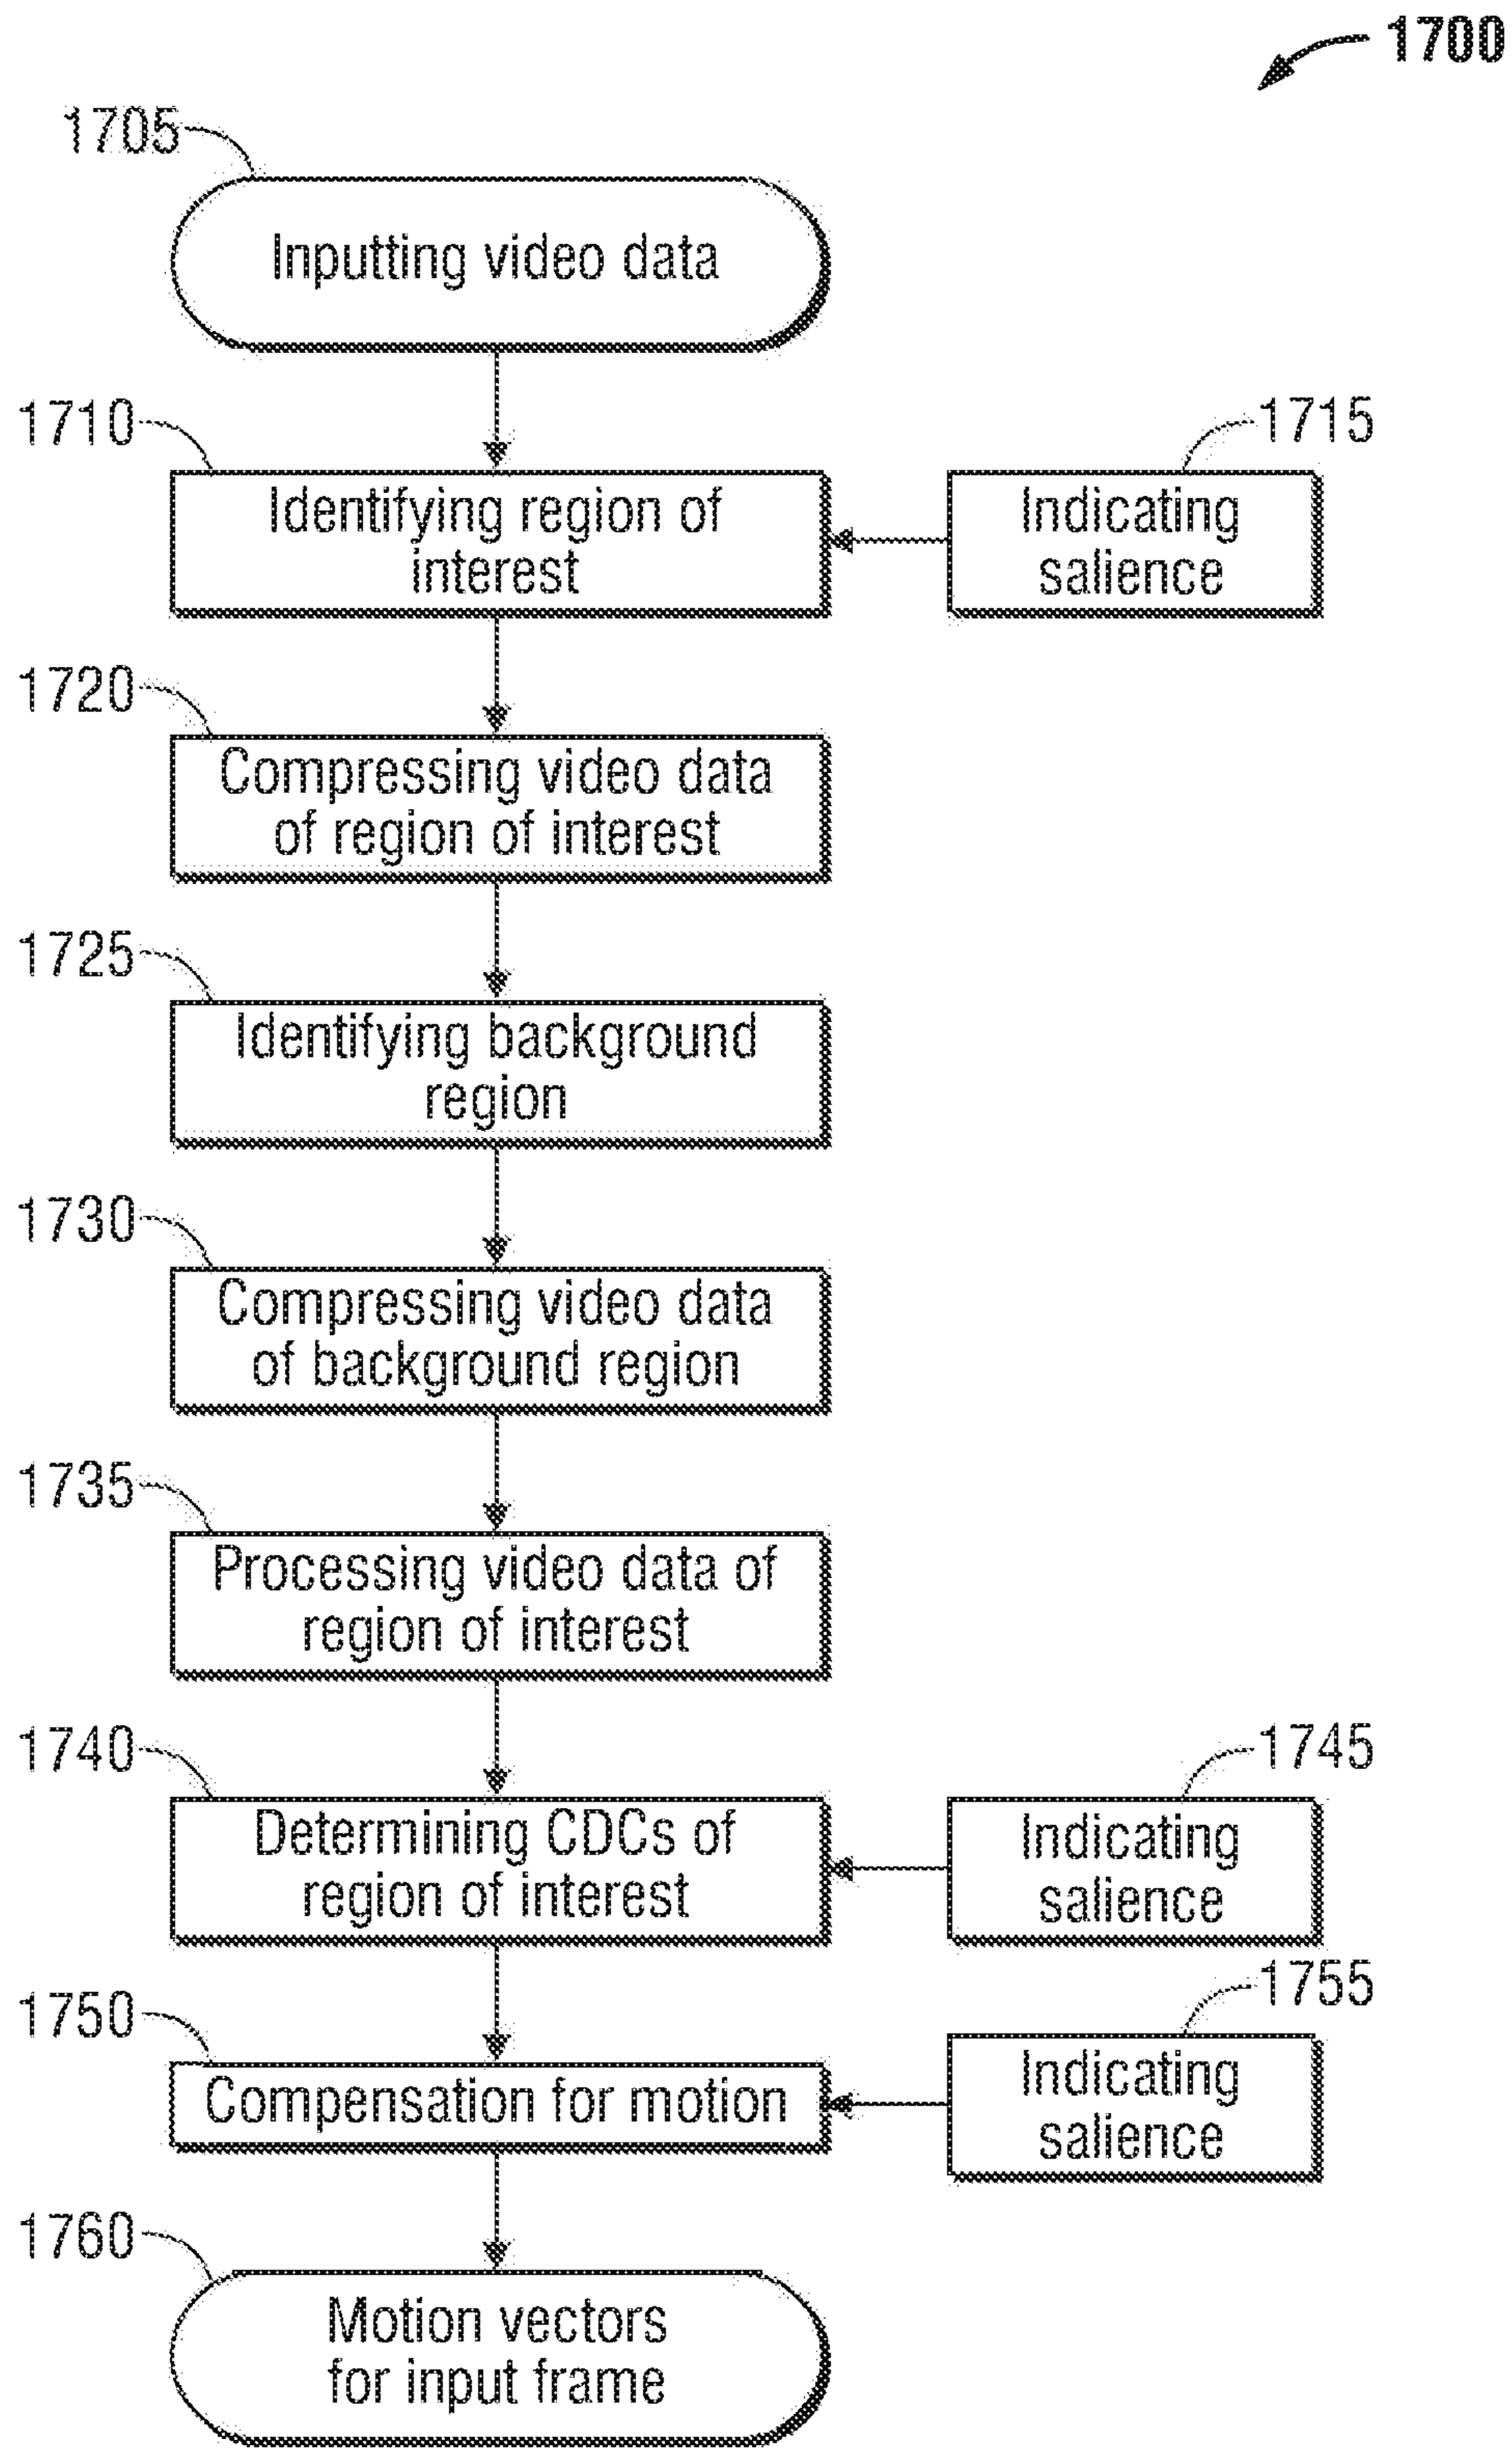 1700
1705
Inputting video data
1710
Identifying region of
interest
1715
Indicating
salience
1720
Compressing video data
of region of interest
1725
Identifying background
region
1730
Compressing video data
of background region
1735
Processing video data of
region of interest
1740
Determining CDCs of
region of interest
1745
Indicating
salience
1750
Compensation for motion
1755
Indicating
salience
1760
Motion vectors
for input frame